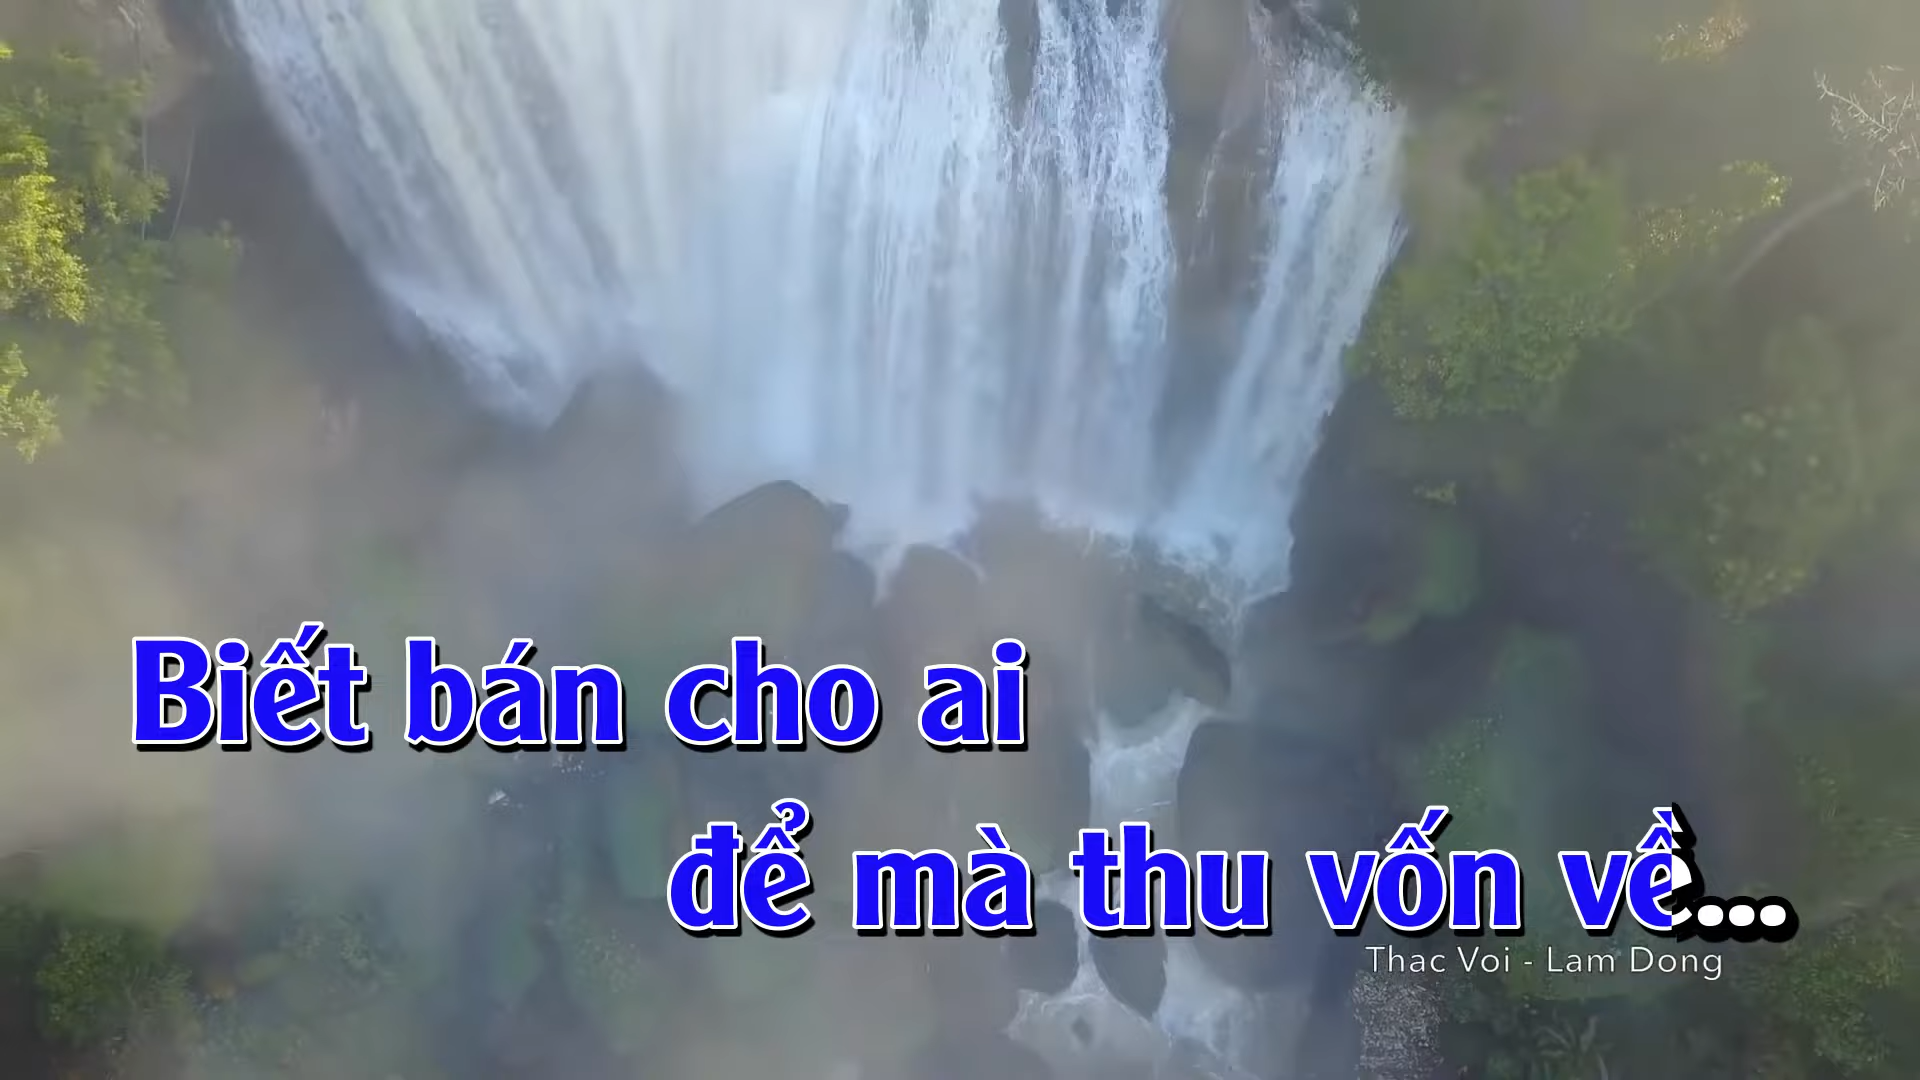 Biết bán cho ai
để mà thu vốn về...
Thac Voi - Lam Dong